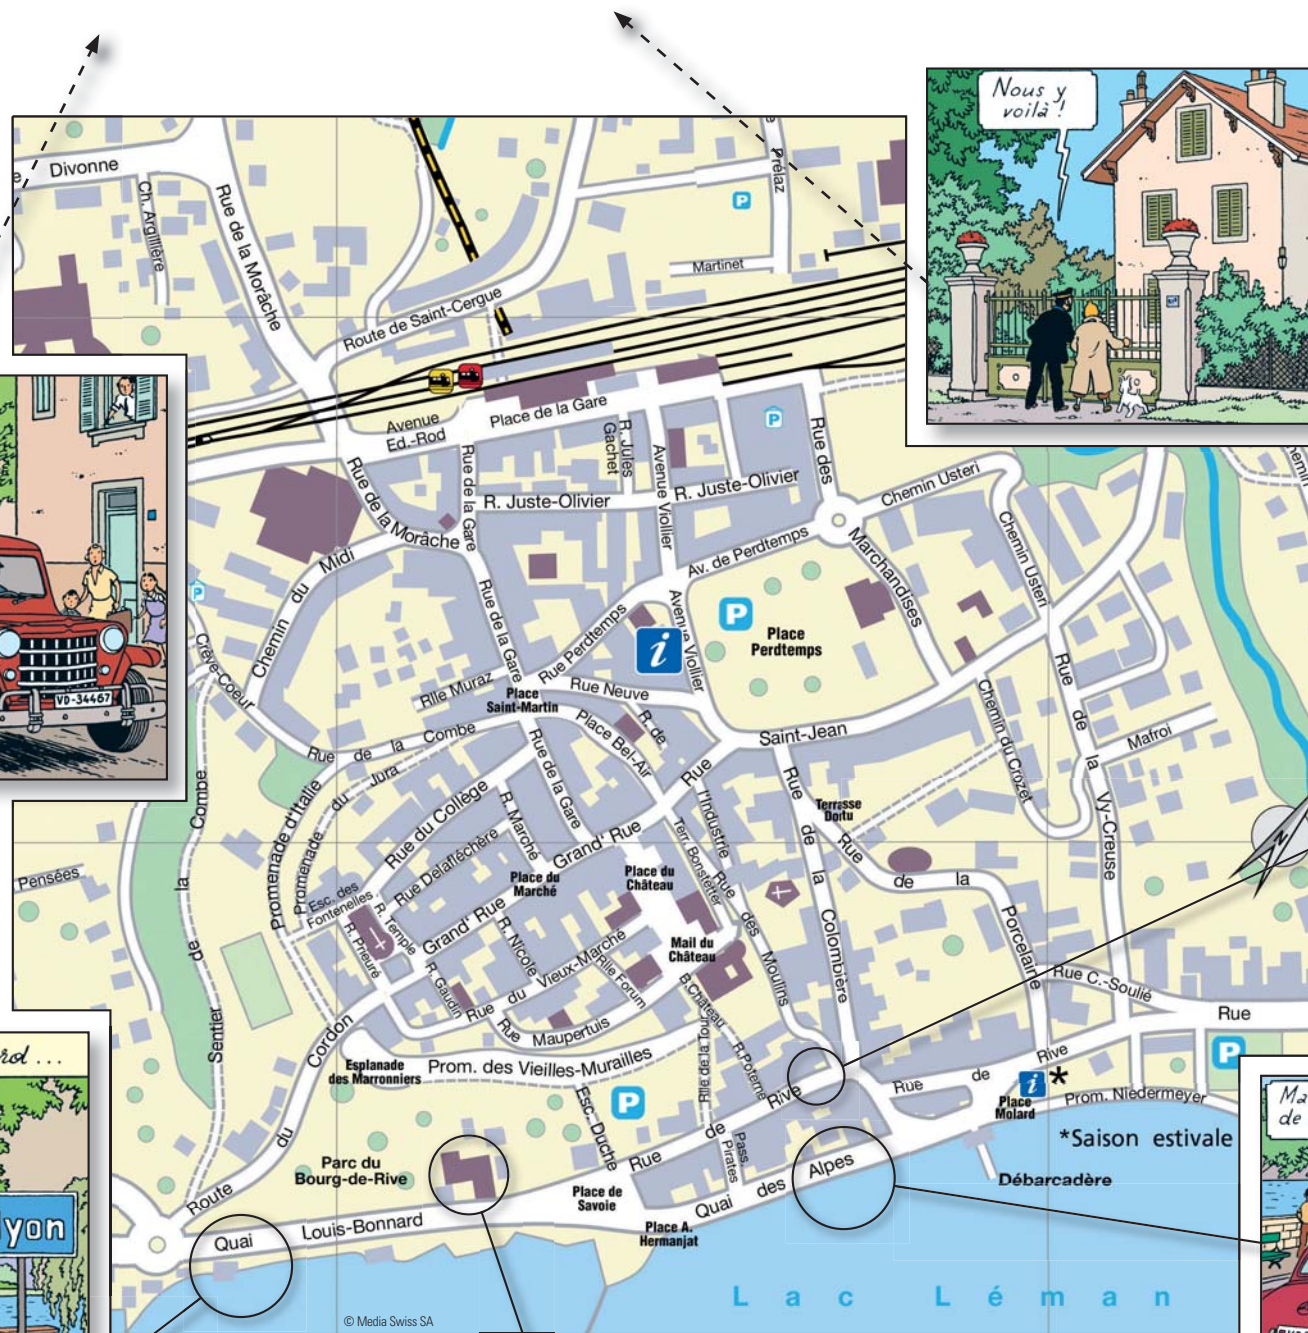 Nous y
voilà !
Divonne
Ch. Argillière
Rue de la Morâche
Prélaz
P
Martinet
Route de Saint-Cergue
Avenue
Ed.-Rod
Place de la Gare
R. Jules
Gachet
P
Rue des
Marchandises
Chemin Usteri
Chemin Usteri
Rue de la Gare
R. Juste-Olivier
Avenue Viollier
R. Juste-Olivier
Rue de la Morâche
Av. de Perdtemps
Chemin du Midi
P
VD-34467
Crève-Coeur
Rue de la Gare
Rue Perdtemps
i
Avenue Viollier
P
Place
Perdtemps
Rlle Muraz
Place
Saint-Martin
Rue Neuve
Rue de la Combe
Place Bel-Air
R. de
Rue
Saint-Jean
Chemin du Crozet
Rue de la Vy-Creuse
Mafroi
Promenade d'Italie
Promenade du Jura
Rue du Collège
R. Marché
Rue de la Gare
Grand' Rue
l'Industrie
Terr. Bonstetten
Rue de la Colombière
Terrasse
Dortu
Rue de la Porcelaine
Pensées
Sentier de la Combe
Esc. des
Fontenelles
Rue Delafléchère
Place du
Marché
Place du
Château
R. Temple
R. Prieuré
Grand' Rue
R. Nicole
Rue des Moulins
Mail du
Château
R. Gaudin
Rue du Vieux-Marché
Rlle Forum
Rue Maupertuis
R. Poterne
Rue C.-Soulié
Rue
N
Route du Cordon
Esplanade
des Marronniers
Prom. des Vieilles-Murailles
P
Esc. Duche
Rue de la Tour
Rue de Rive
Rue de Rive
i *
Place
Molard
P
Prom. Niedermeyer
*Saison estivale
Débarcadère
Parc du
Bourg-de-Rive
Place de
Savoie
Pass.
Pirates
Quai des Alpes
Place A.
Hermanjat
Quai Louis-Bonnard
yon
Lac Léman
© Media Swiss SA